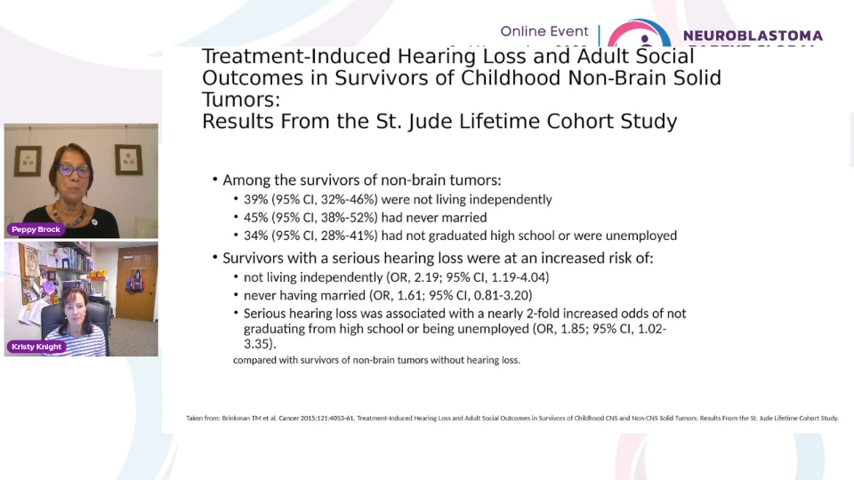 Online Event
NEUROBLASTOMA
Treatment-Induced Hearing Loss and Adult Social
Outcomes in Survivors of Childhood Non-Brain Solid
Tumors:
Results From the St. Jude Lifetime Cohort Study
• Among the survivors of non-brain tumors:
• 39% (95% CI, 32%-46%) were not living independently
• 45% (95% CI, 38%-52%) had never married
• 34% (95% CI, 28%-41%) had not graduated high school or were unemployed
• Survivors with a serious hearing loss were at an increased risk of:
• not living independently (OR, 2.19; 95% CI, 1.19-4.04)
• never having married (OR, 1.61; 95% CI, 0.81-3.20)
• Serious hearing loss was associated with a nearly 2-fold increased odds of not
graduating from high school or being unemployed (OR, 1.85; 95% CI, 1.02-
3.35).
compared with survivors of non-brain tumors without hearing loss.
Taken from: Brinkman TM et al. Cancer 2015;121:4053-61. Treatment-Induced Hearing Loss and Adult Social Outcomes in Survivors of Childhood CNS and Non-CNS Solid Tumors: Results From the St. Jude Lifetime Cohort Study.
Peppy Brock
Kristy Knight